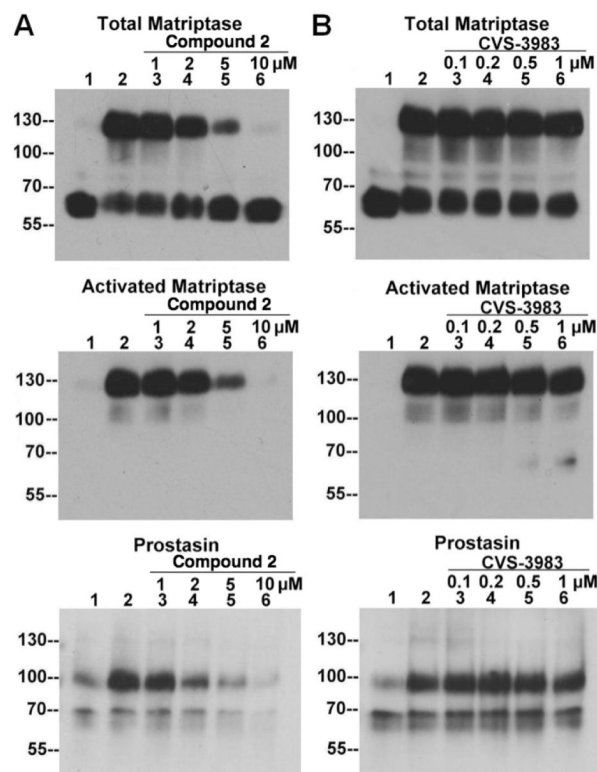 A
Total Matriptase
Compound 2
1 2 5 10 μM
1 2 3 4 5 6
130--
100--
70--
55--
Activated Matriptase
Compound 2
1 2 5 10 μM
1 2 3 4 5 6
130--
100--
70--
55--
Prostasin
Compound 2
1 2 5 10 μM
1 2 3 4 5 6
130--
100--
70--
55--
B
Total Matriptase
CVS-3983
0.1 0.2 0.5 1 μM
1 2 3 4 5 6
130--
100--
70--
55--
Activated Matriptase
CVS-3983
0.1 0.2 0.5 1 μM
1 2 3 4 5 6
130--
100--
70--
55--
Prostasin
CVS-3983
0.1 0.2 0.5 1 μM
1 2 3 4 5 6
130--
100--
70--
55--